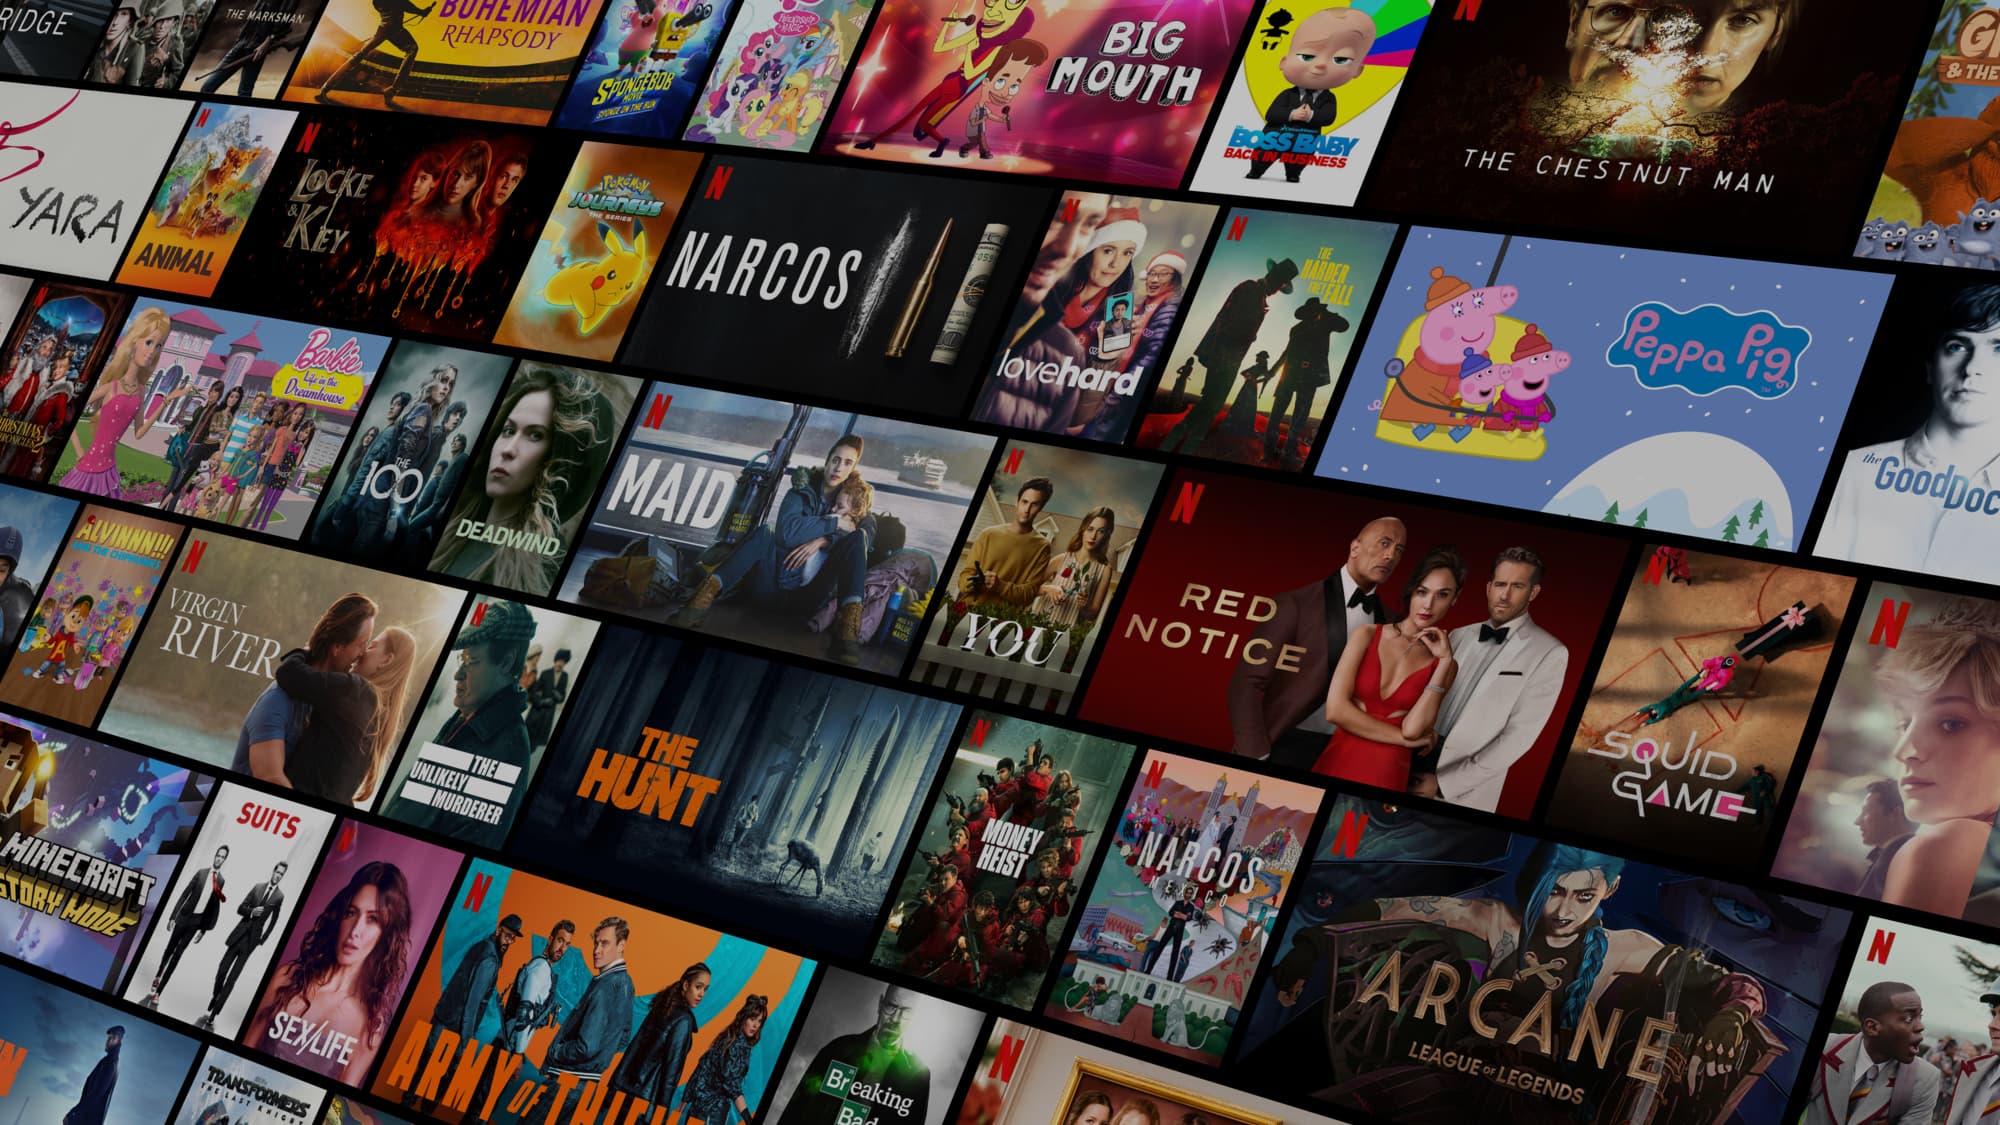 RIDGE
THE MARKSMAN
BOHEMIAN
RHAPSODY
THE
SPONGEBOB
MOVIE
SPONGE ON THE RUN
BIG
MOUTH
BOSS BABY
BACK IN BUSINESS
N
THE CHESTNUT MAN
& THE
YARA
N
ANIMAL
N
LOCKE
&
KEY
POKÉMON
JOURNEYS
THE SERIES
N
NARCOS
N
lovehard
N
THE
HARDER
THEY
FALL
Peppa Pig
the
GoodDoc
N
Barbie
Life in the
Dreamhouse
THE
100
DEADWIND
N
MAID
N
YOU
N
RED
NOTICE
N
SQUID
GAME
N
ALVINNN!!!
AND THE CHIPMUNKS
N
VIRGIN
RIVER
N
THE
UNLIKELY
MURDERER
THE
HUNT
N
MONEY
HEIST
N
NARCOS
MEXICO
N
ARCANE
LEAGUE OF LEGENDS
N
MINECRAFT
STORY MODE
SUITS
N
SEX/LIFE
N
ARMY OF THIEVES
Breaking
Bad
N
TRANSFORMERS
THE LAST KNIGHT